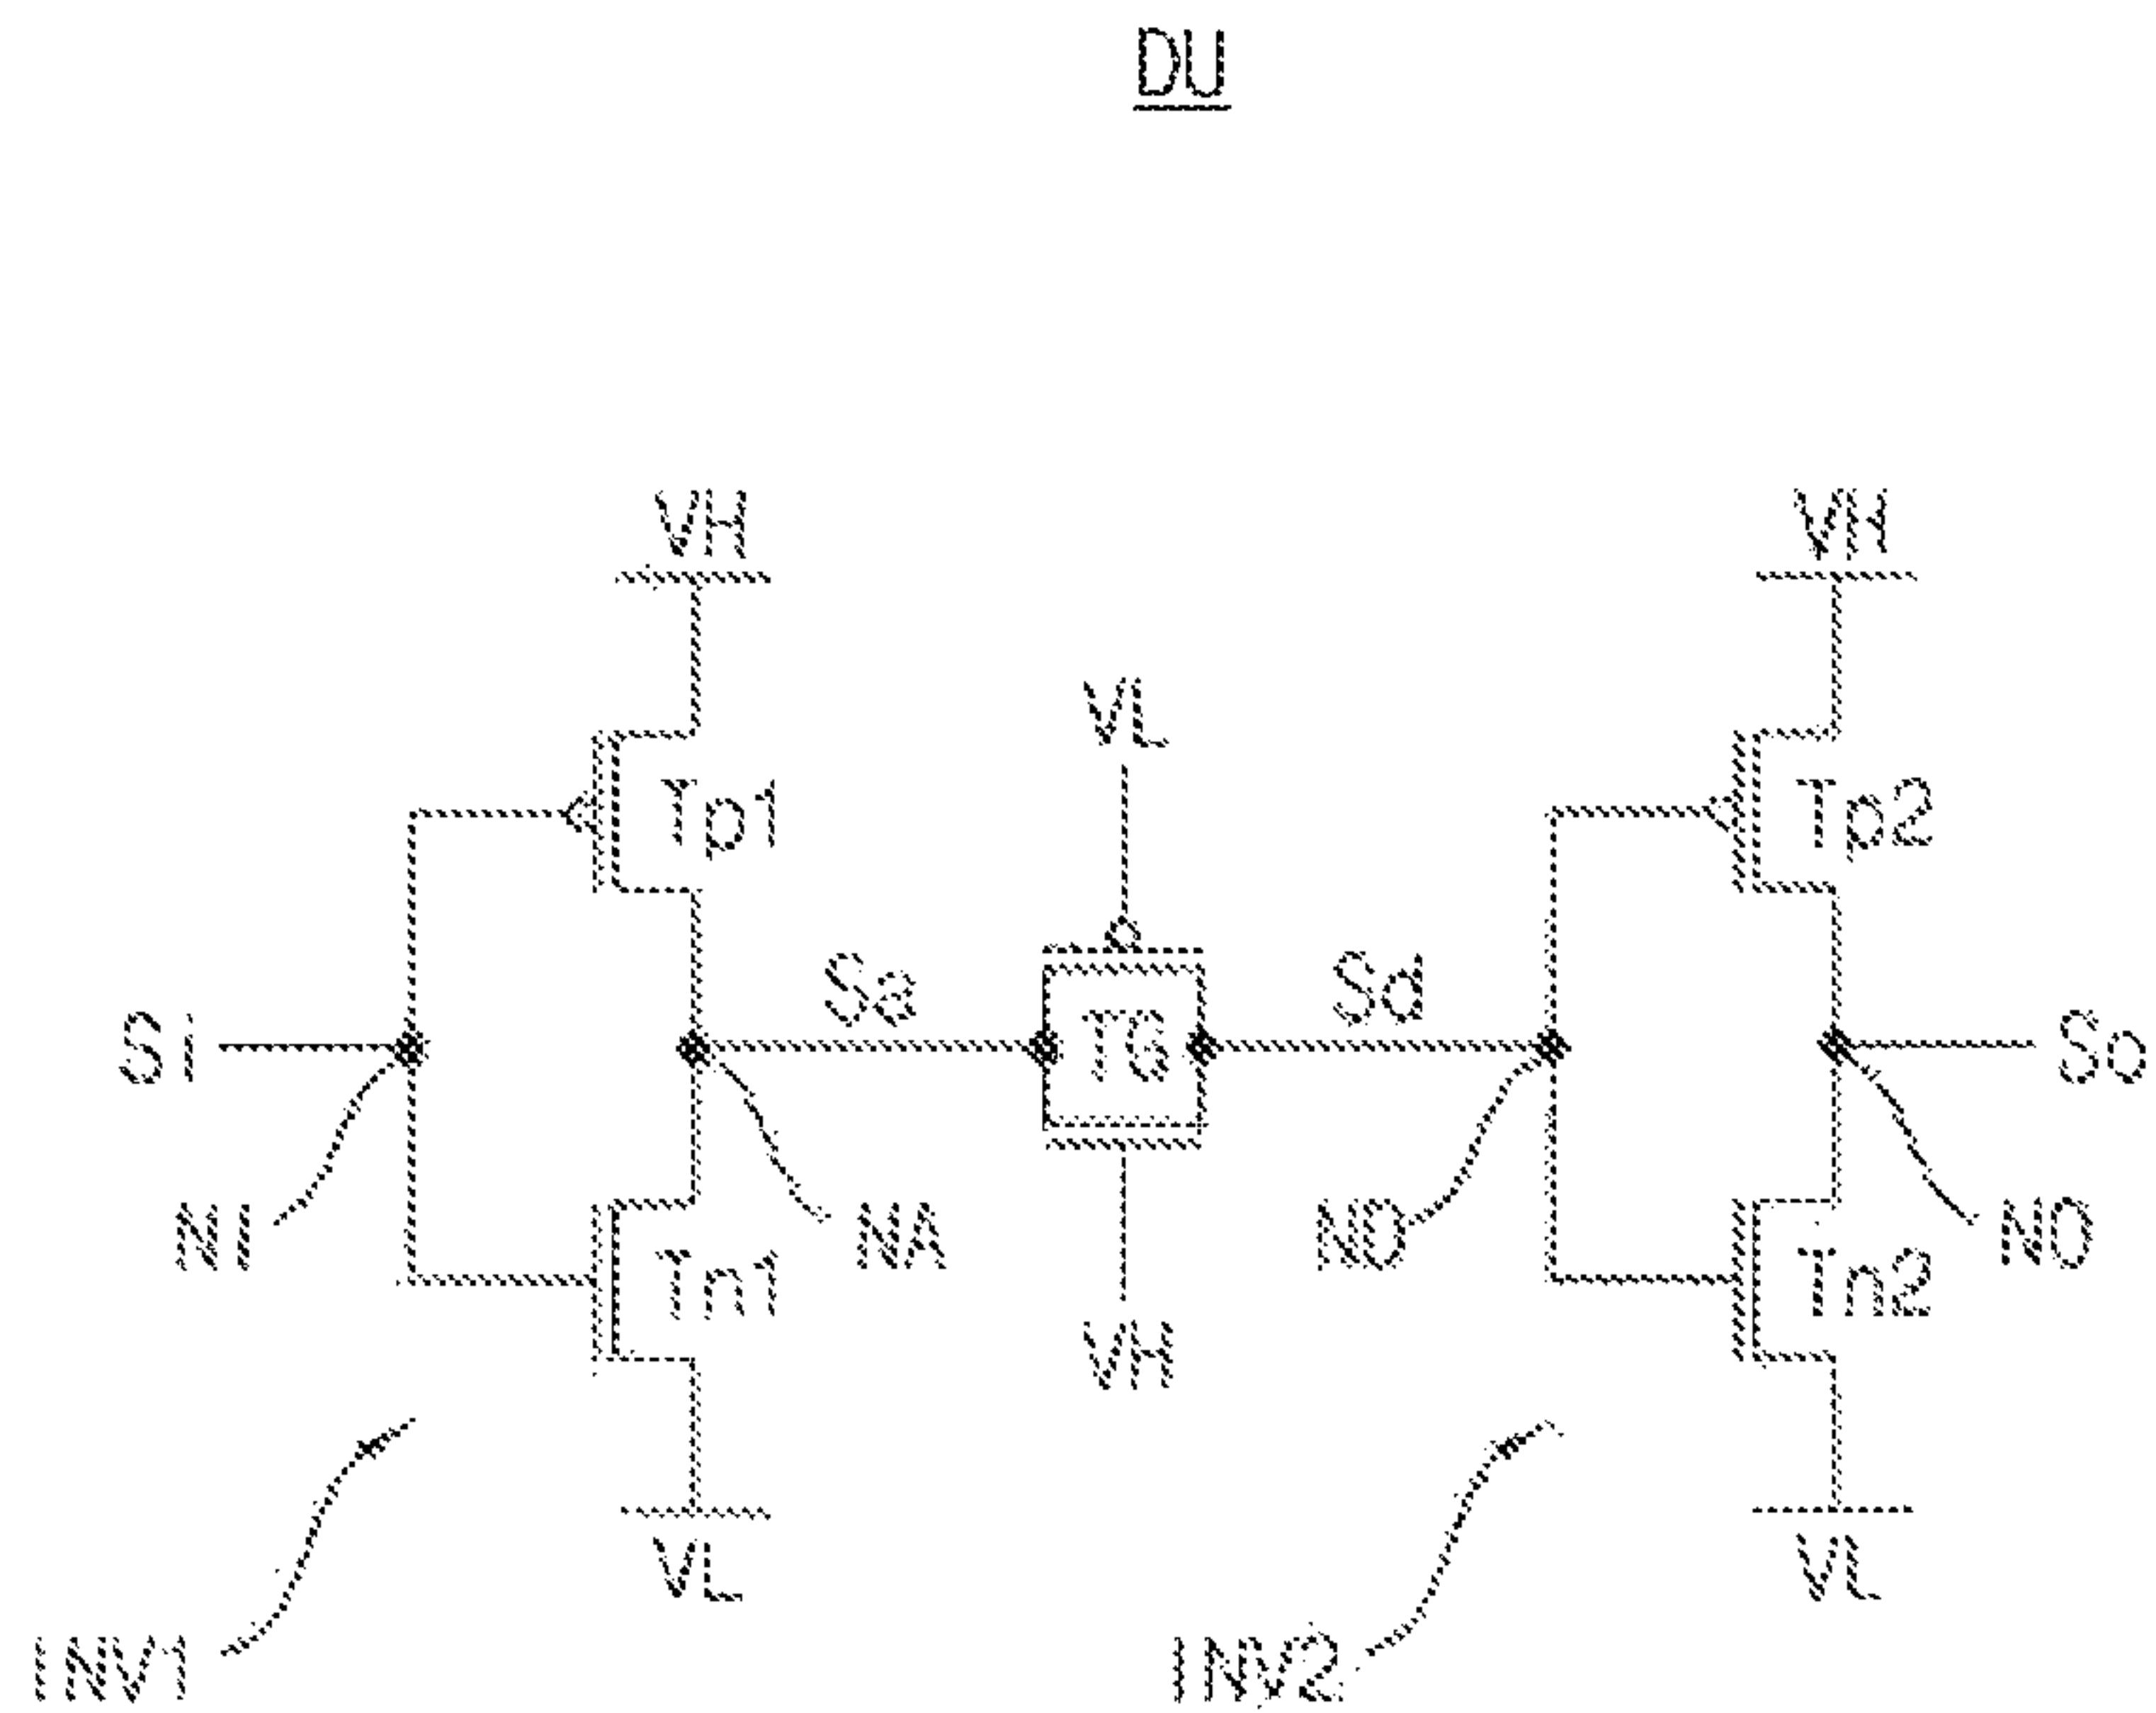 DU
VH
VH
VL
Tp1
Tp2
Sa
TG
Sd
Si
So
NI
NA
ND
NO
Tn1
Tn2
VH
VL
VL
INV1
INV2